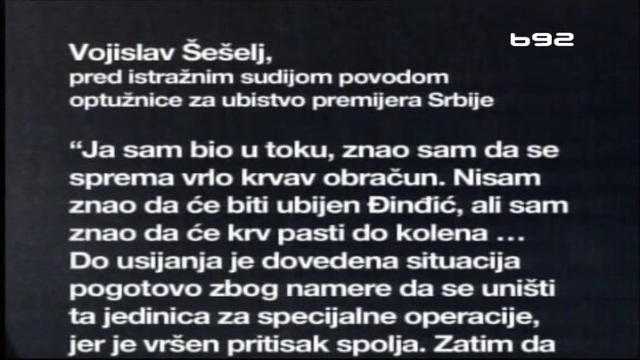 b92
Vojislav Šešelj,
pred istražnim sudijom povodom
optužnice za ubistvo premijera Srbije
“Ja sam bio u toku, znao sam da se
sprema vrlo krvav obračun. Nisam
znao da će biti ubijen Đinđić, ali sam
znao da će krv pasti do kolena ...
Do usijanja je dovedena situacija
pogotovo zbog namere da se uništi
ta jedinica za specijalne operacije,
jer je vršen pritisak spolja. Zatim da